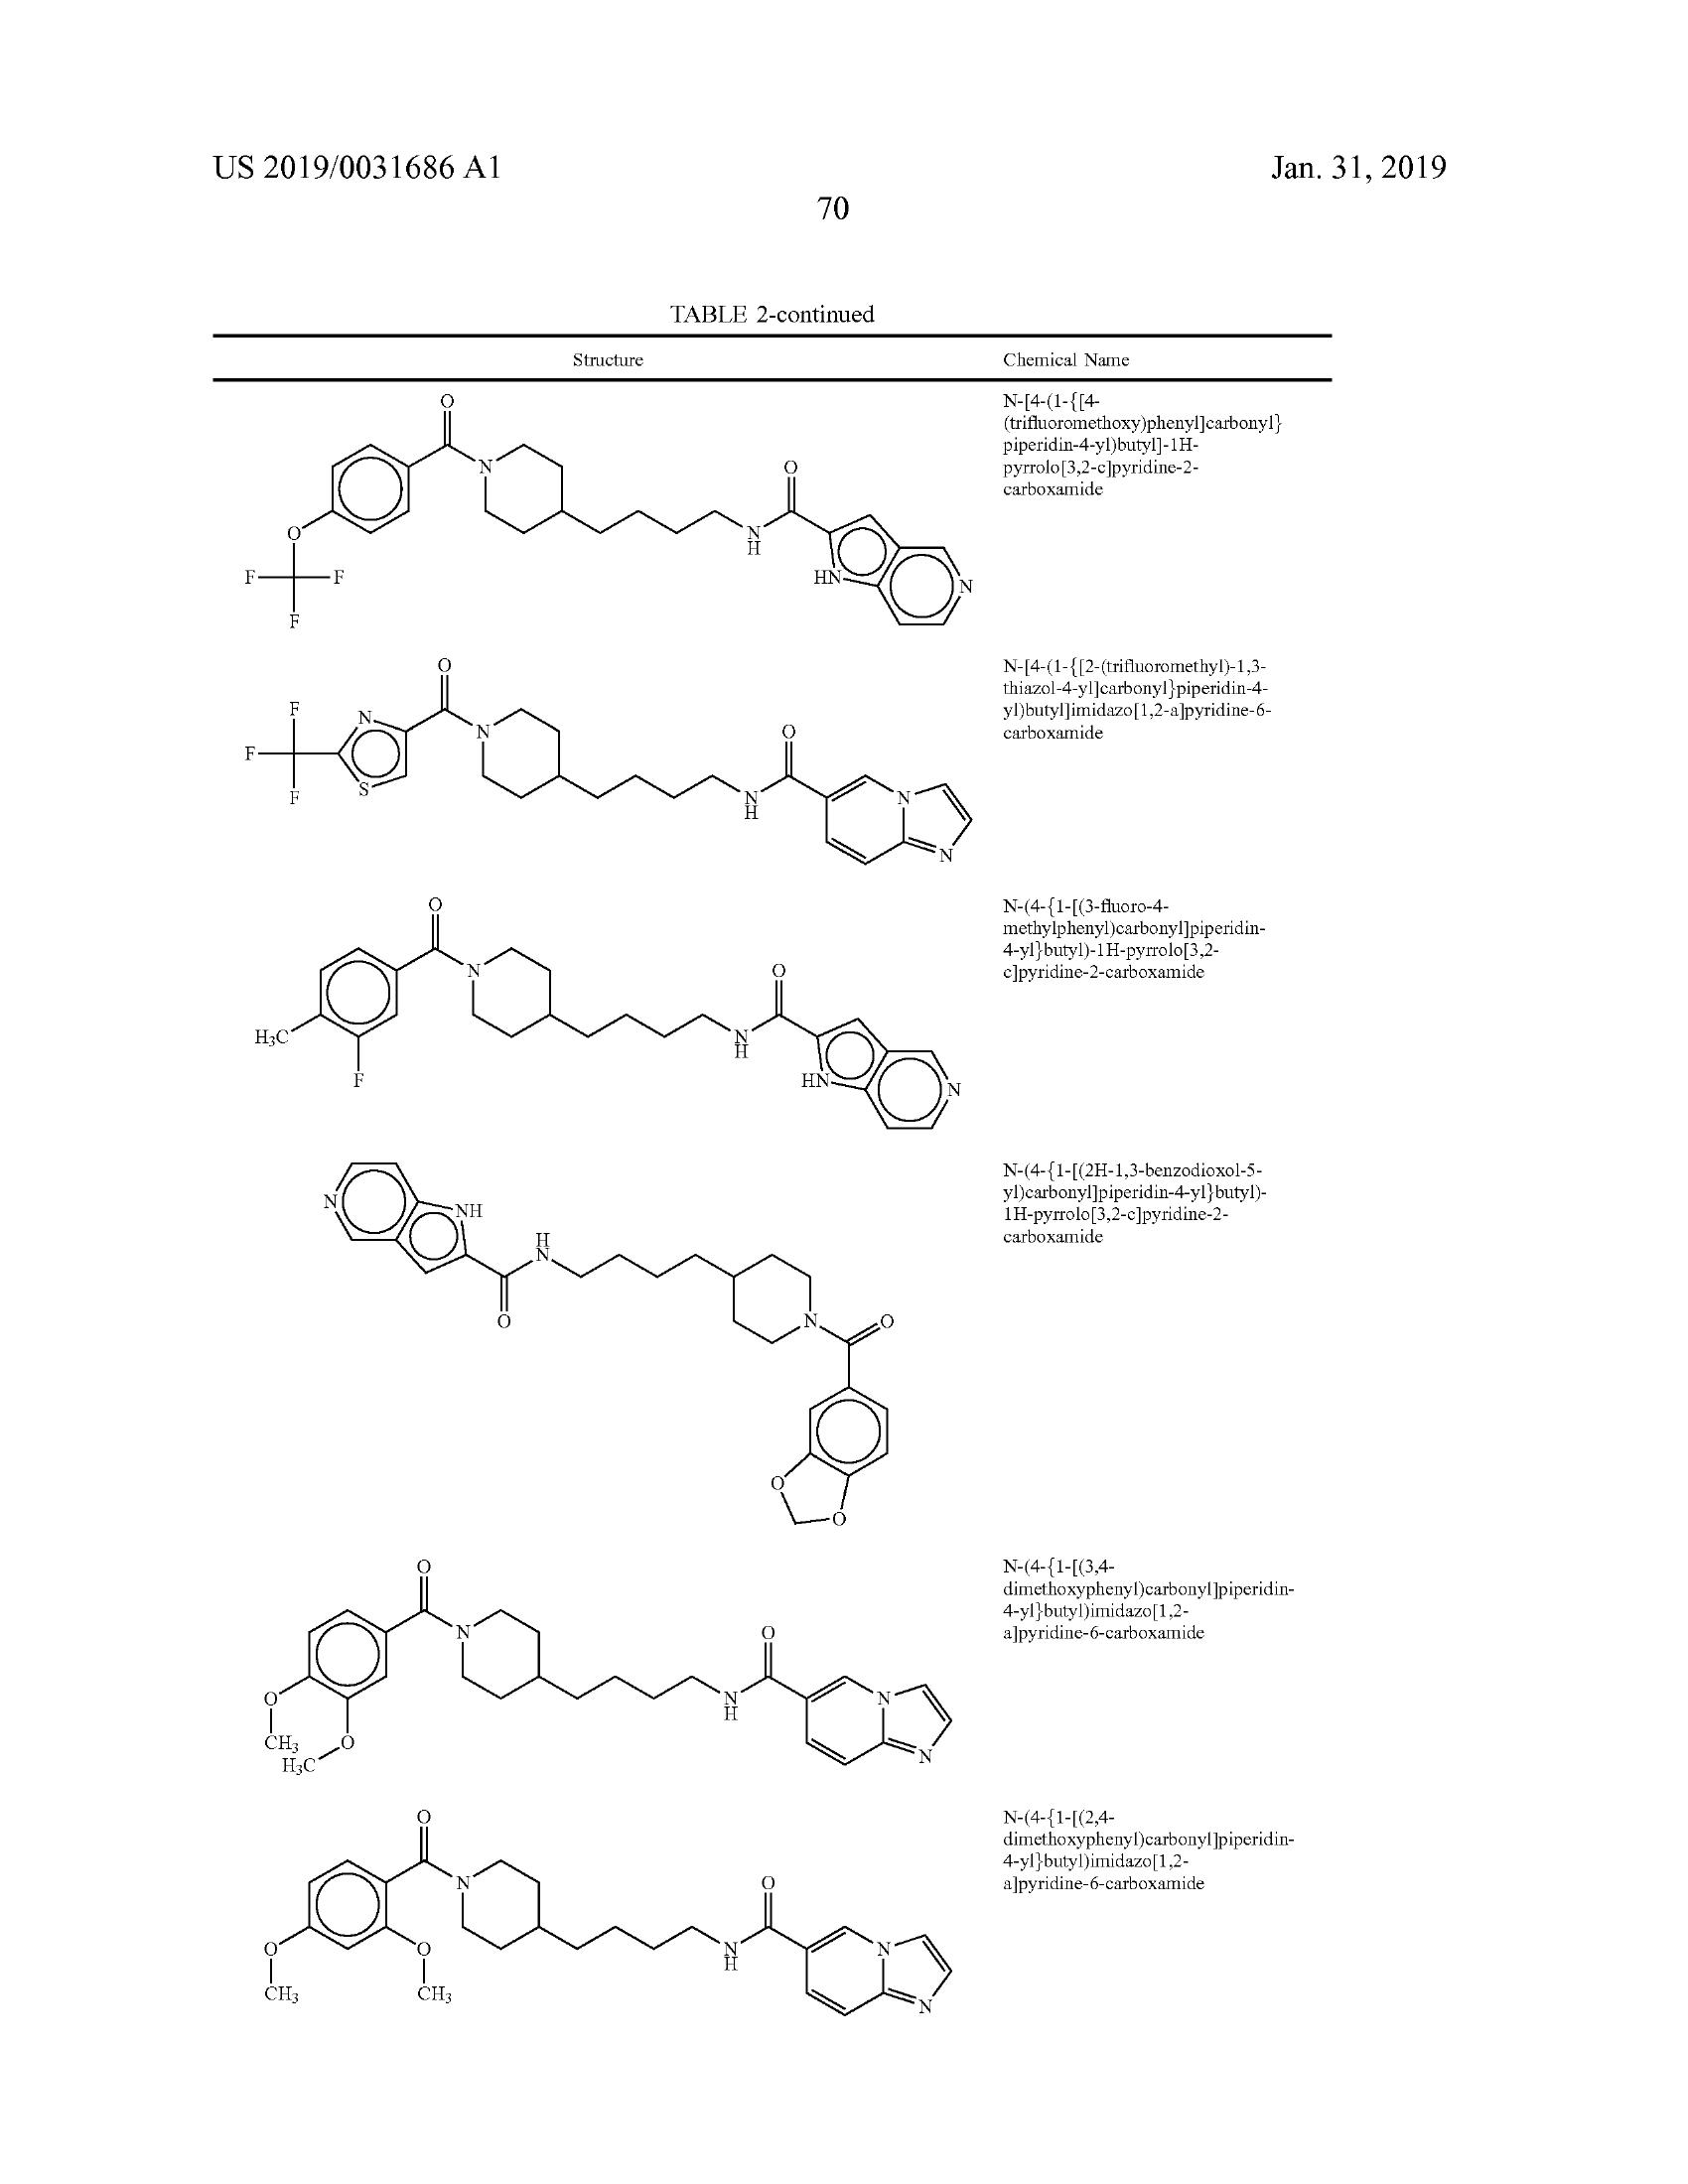 US 2019/0031686 A1
Jan. 31, 2019
70
TABLE 2-continued
Structure
Chemical Name
O
N
O
O
N
H
HN
N
F
F
F
N-[4-(1-{[4-
(trifluoromethoxy)phenyl]carbonyl}
piperidin-4-yl)butyl]-1H-
pyrrolo[3,2-c]pyridine-2-
carboxamide
O
F
N
N
F
O
F
S
N
H
N
N
N-[4-(1-{[2-(trifluoromethyl)-1,3-
thiazol-4-yl]carbonyl}piperidin-4-
yl)butyl]imidazo[1,2-a]pyridine-6-
carboxamide
O
N
O
H3C
N
H
F
HN
N
N-(4-{1-[(3-fluoro-4-
methylphenyl)carbonyl]piperidin-
4-yl}butyl)-1H-pyrrolo[3,2-
c]pyridine-2-carboxamide
N
NH
H
N
O
N
O
O
O
N-(4-{1-[(2H-1,3-benzodioxol-5-
yl)carbonyl]piperidin-4-yl}butyl)-
1H-pyrrolo[3,2-c]pyridine-2-
carboxamide
O
N
O
O
N
H
N
CH3
O
H3C
N
N-(4-{1-[(3,4-
dimethoxyphenyl)carbonyl]piperidin-
4-yl}butyl)imidazo[1,2-
a]pyridine-6-carboxamide
O
N
O
O
O
N
H
N
CH3
CH3
N
N-(4-{1-[(2,4-
dimethoxyphenyl)carbonyl]piperidin-
4-yl}butyl)imidazo[1,2-
a]pyridine-6-carboxamide